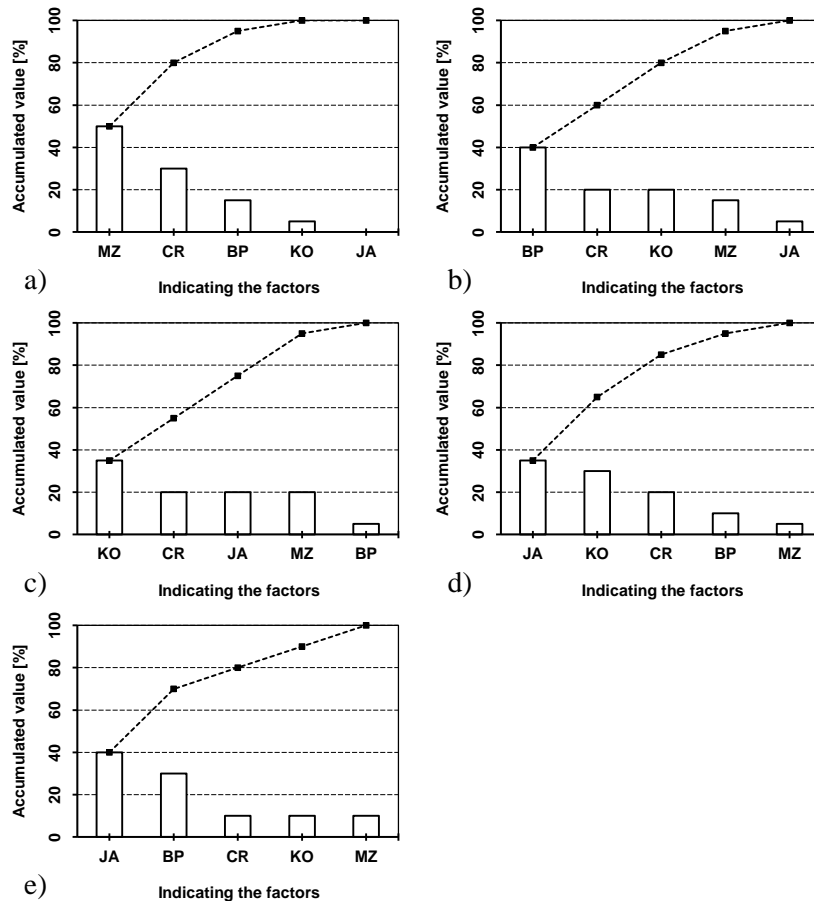 Accumulated value [%]
100
80
60
40
20
0
MZ CR BP KO JA
a) Indicating the factors
Accumulated value [%]
100
80
60
40
20
0
BP CR KO MZ JA
b) Indicating the factors
Accumulated value [%]
100
80
60
40
20
0
KO CR JA MZ BP
c) Indicating the factors
Accumulated value [%]
100
80
60
40
20
0
JA KO CR BP MZ
d) Indicating the factors
Accumulated value [%]
100
80
60
40
20
0
JA BP CR KO MZ
e) Indicating the factors